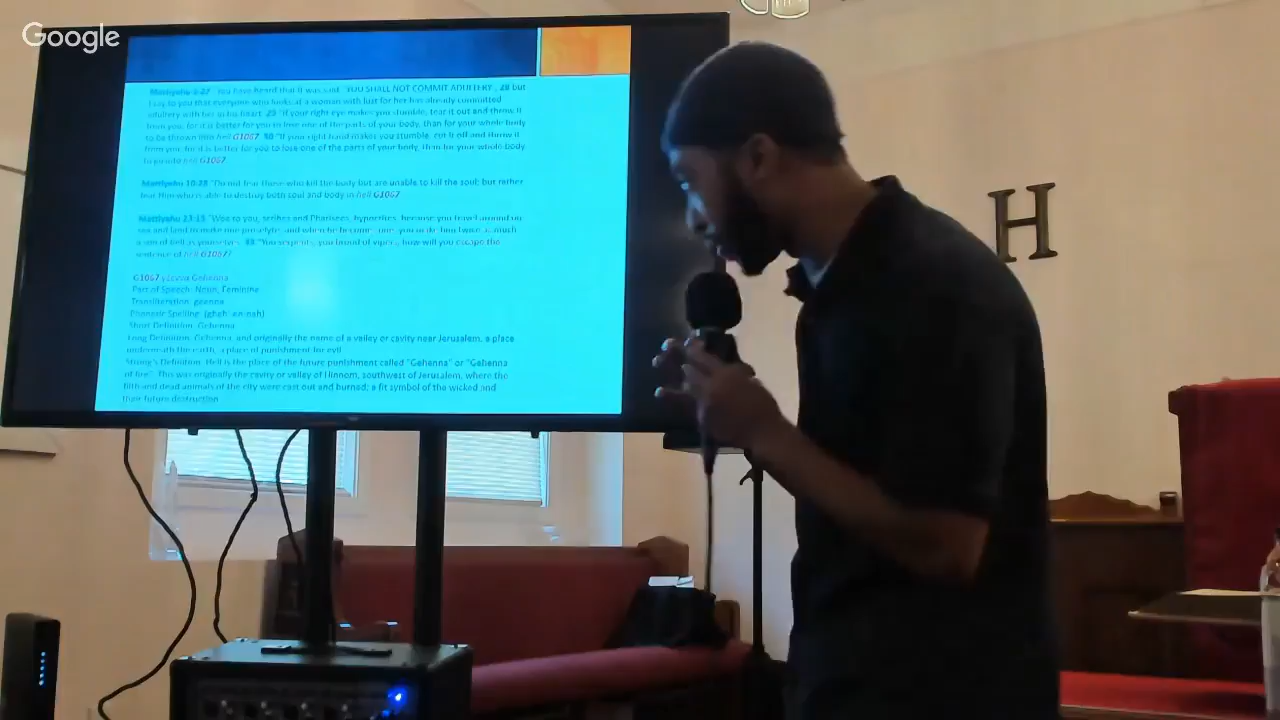 Google
Mattiyahu 5:27 "You have heard that it was said, 'YOU SHALL NOT COMMIT ADULTERY', 28 but
I say to you that everyone who looks at a woman with lust for her has already committed
adultery with her in his heart. 29 "If your right eye makes you stumble, tear it out and throw it
from you; for it is better for you to lose one of the parts of your body, than for your whole body
to be thrown into hell G1067. 30 "If your right hand makes you stumble, cut it off and throw it
from you; for it is better for you to lose one of the parts of your body, than for your whole body
to go into hell G1067.
Mattiyahu 10:28 "Do not fear those who kill the body but are unable to kill the soul; but rather
fear Him who is able to destroy both soul and body in hell G1067
Mattiyahu 23:15 "Woe to you, scribes and Pharisees, hypocrites, because you travel around on
sea and land to make one proselyte; and when he becomes one, you make him twice as much
a son of hell as yourselves. 33 "You serpents, you brood of vipers, how will you escape the
sentence of hell G1067?
G1067 γέεννα Gehenna
Part of Speech: Noun, Feminine
Transliteration: geenna
Phonetic Spelling: (gheh'-en-nah)
Short Definition: Gehenna
Long Definition: Gehenna, and originally the name of a valley or cavity near Jerusalem, a place
underneath the earth, a place of punishment for evil
Strong's Definition: Hell is the place of the future punishment called "Gehenna" or "Gehenna
of fire". This was originally the cavity or valley of Hinnom, southwest of Jerusalem, where the
filth and dead animals of the city were cast out and burned; a fit symbol of the wicked and
their future destruction
H